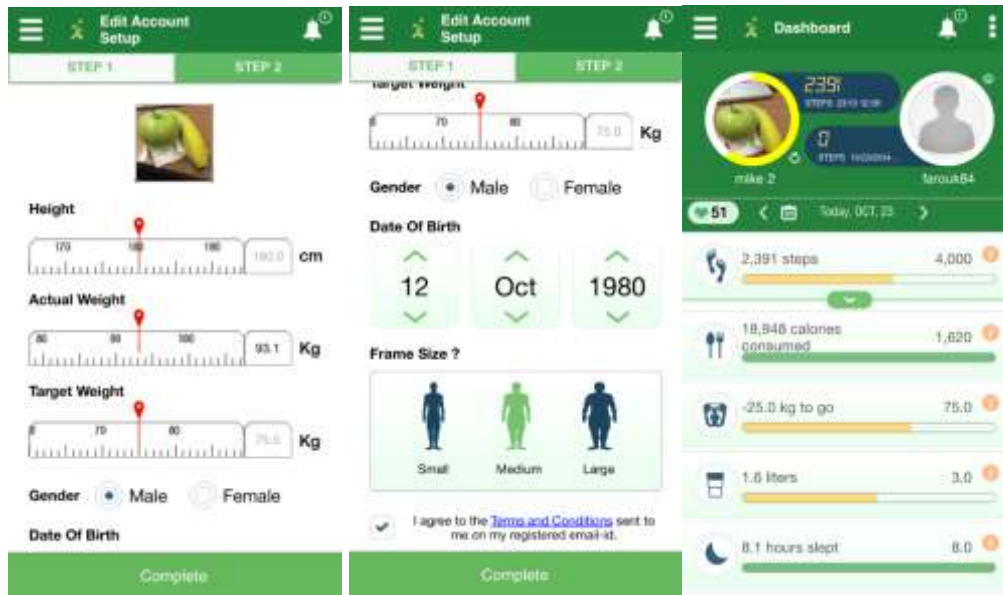 Edit Account
Setup
STEP 1
STEP 2
Height
170
180
190
180.0
cm
Actual Weight
80
90
100
93.1
Kg
Target Weight
70
80
75.0
Kg
Gender
Male
Female
Date Of Birth
Complete
Edit Account
Setup
STEP 1
STEP 2
Target Weight
70
80
75.0
Kg
Gender
Male
Female
Date Of Birth
12
Oct
1980
Frame Size ?
Small
Medium
Large
I agree to the Terms and Conditions sent to
me on my registered email-id.
Complete
Dashboard
2391
STEPS
0
STEPS
mike 2
farouk84
51
Today, OCT, 23
2,391 steps
4,000
18,946 calories
consumed
1,620
-25.0 kg to go
75.0
1.6 liters
3.0
8.1 hours slept
8.0